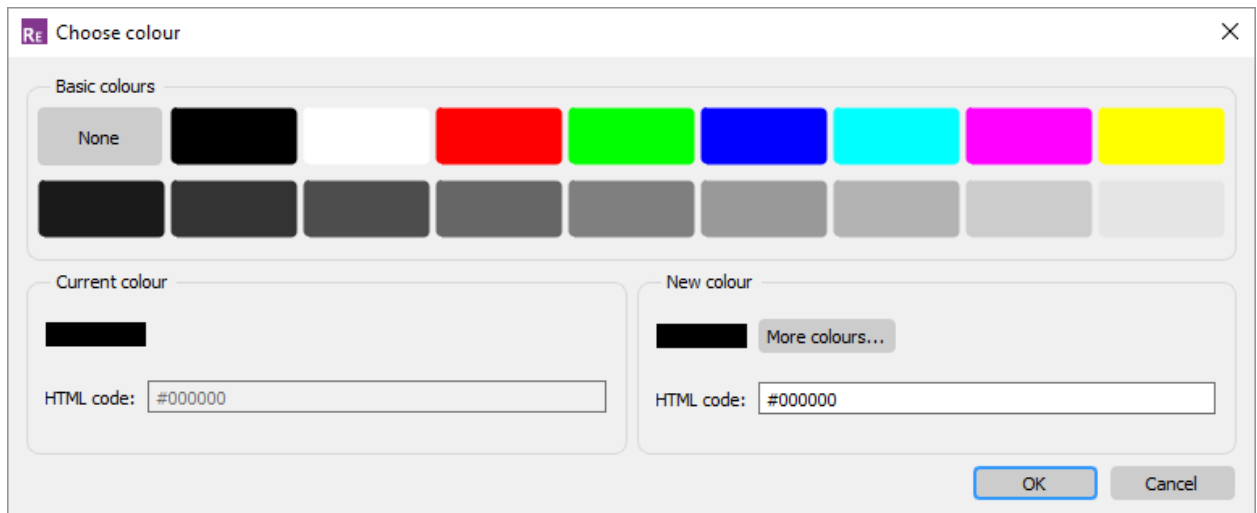 RE Choose colour
Basic colours
None
Current colour
HTML code: #000000
New colour
More colours...
HTML code: #000000
OK Cancel